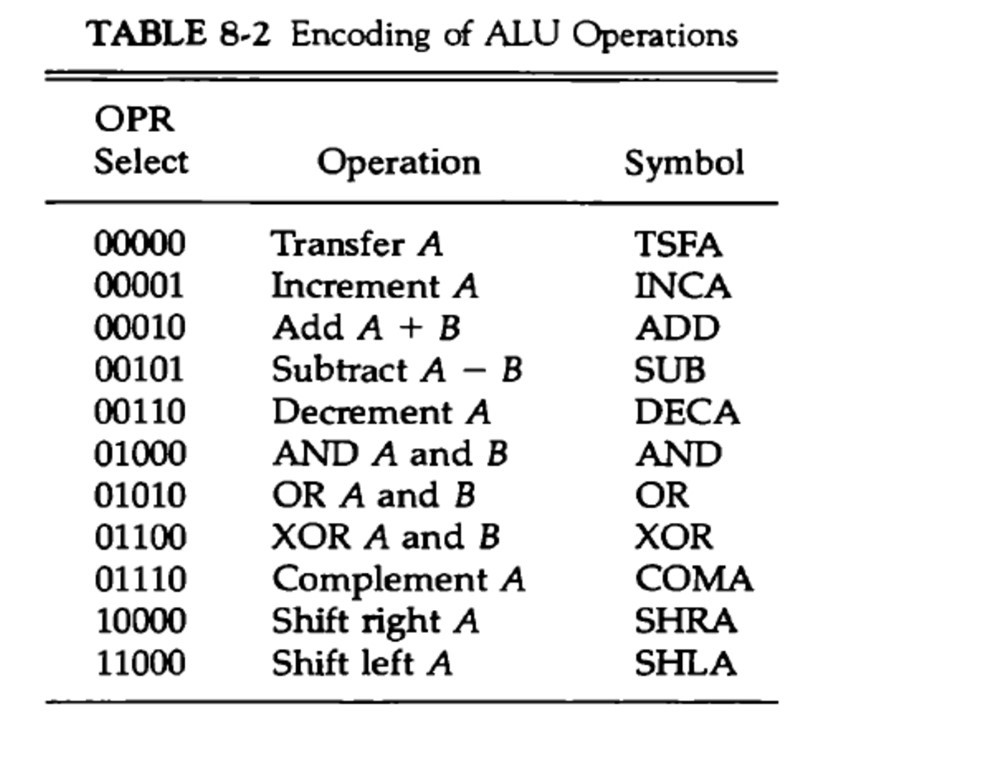 TABLE 8-2 Encoding of ALU Operations
OPR
Select Operation Symbol
00000 Transfer A TSFA
00001 Increment A INCA
00010 Add A + B ADD
00101 Subtract A − B SUB
00110 Decrement A DECA
01000 AND A and B AND
01010 OR A and B OR
01100 XOR A and B XOR
01110 Complement A COMA
10000 Shift right A SHRA
11000 Shift left A SHLA